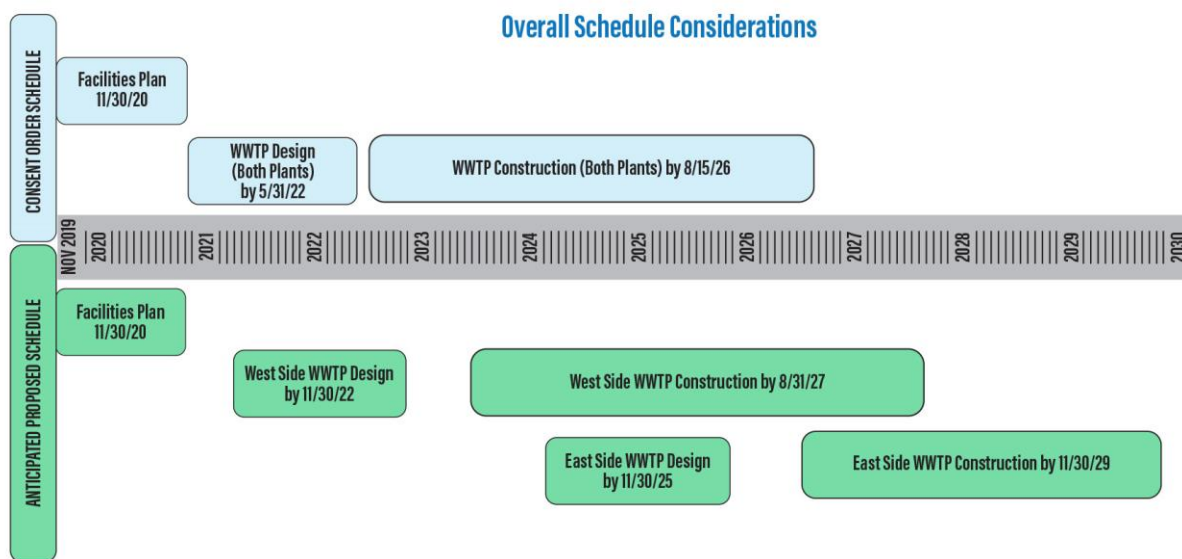 Overall Schedule Considerations
CONSENT ORDER SCHEDULE
Facilities Plan
11/30/20
WWTP Design
(Both Plants)
by 5/31/22
WWTP Construction (Both Plants) by 8/15/26
NOV 2019
2020
2021
2022
2023
2024
2025
2026
2027
2028
2029
2030
ANTICIPATED PROPOSED SCHEDULE
Facilities Plan
11/30/20
West Side WWTP Design
by 11/30/22
West Side WWTP Construction by 8/31/27
East Side WWTP Design
by 11/30/25
East Side WWTP Construction by 11/30/29